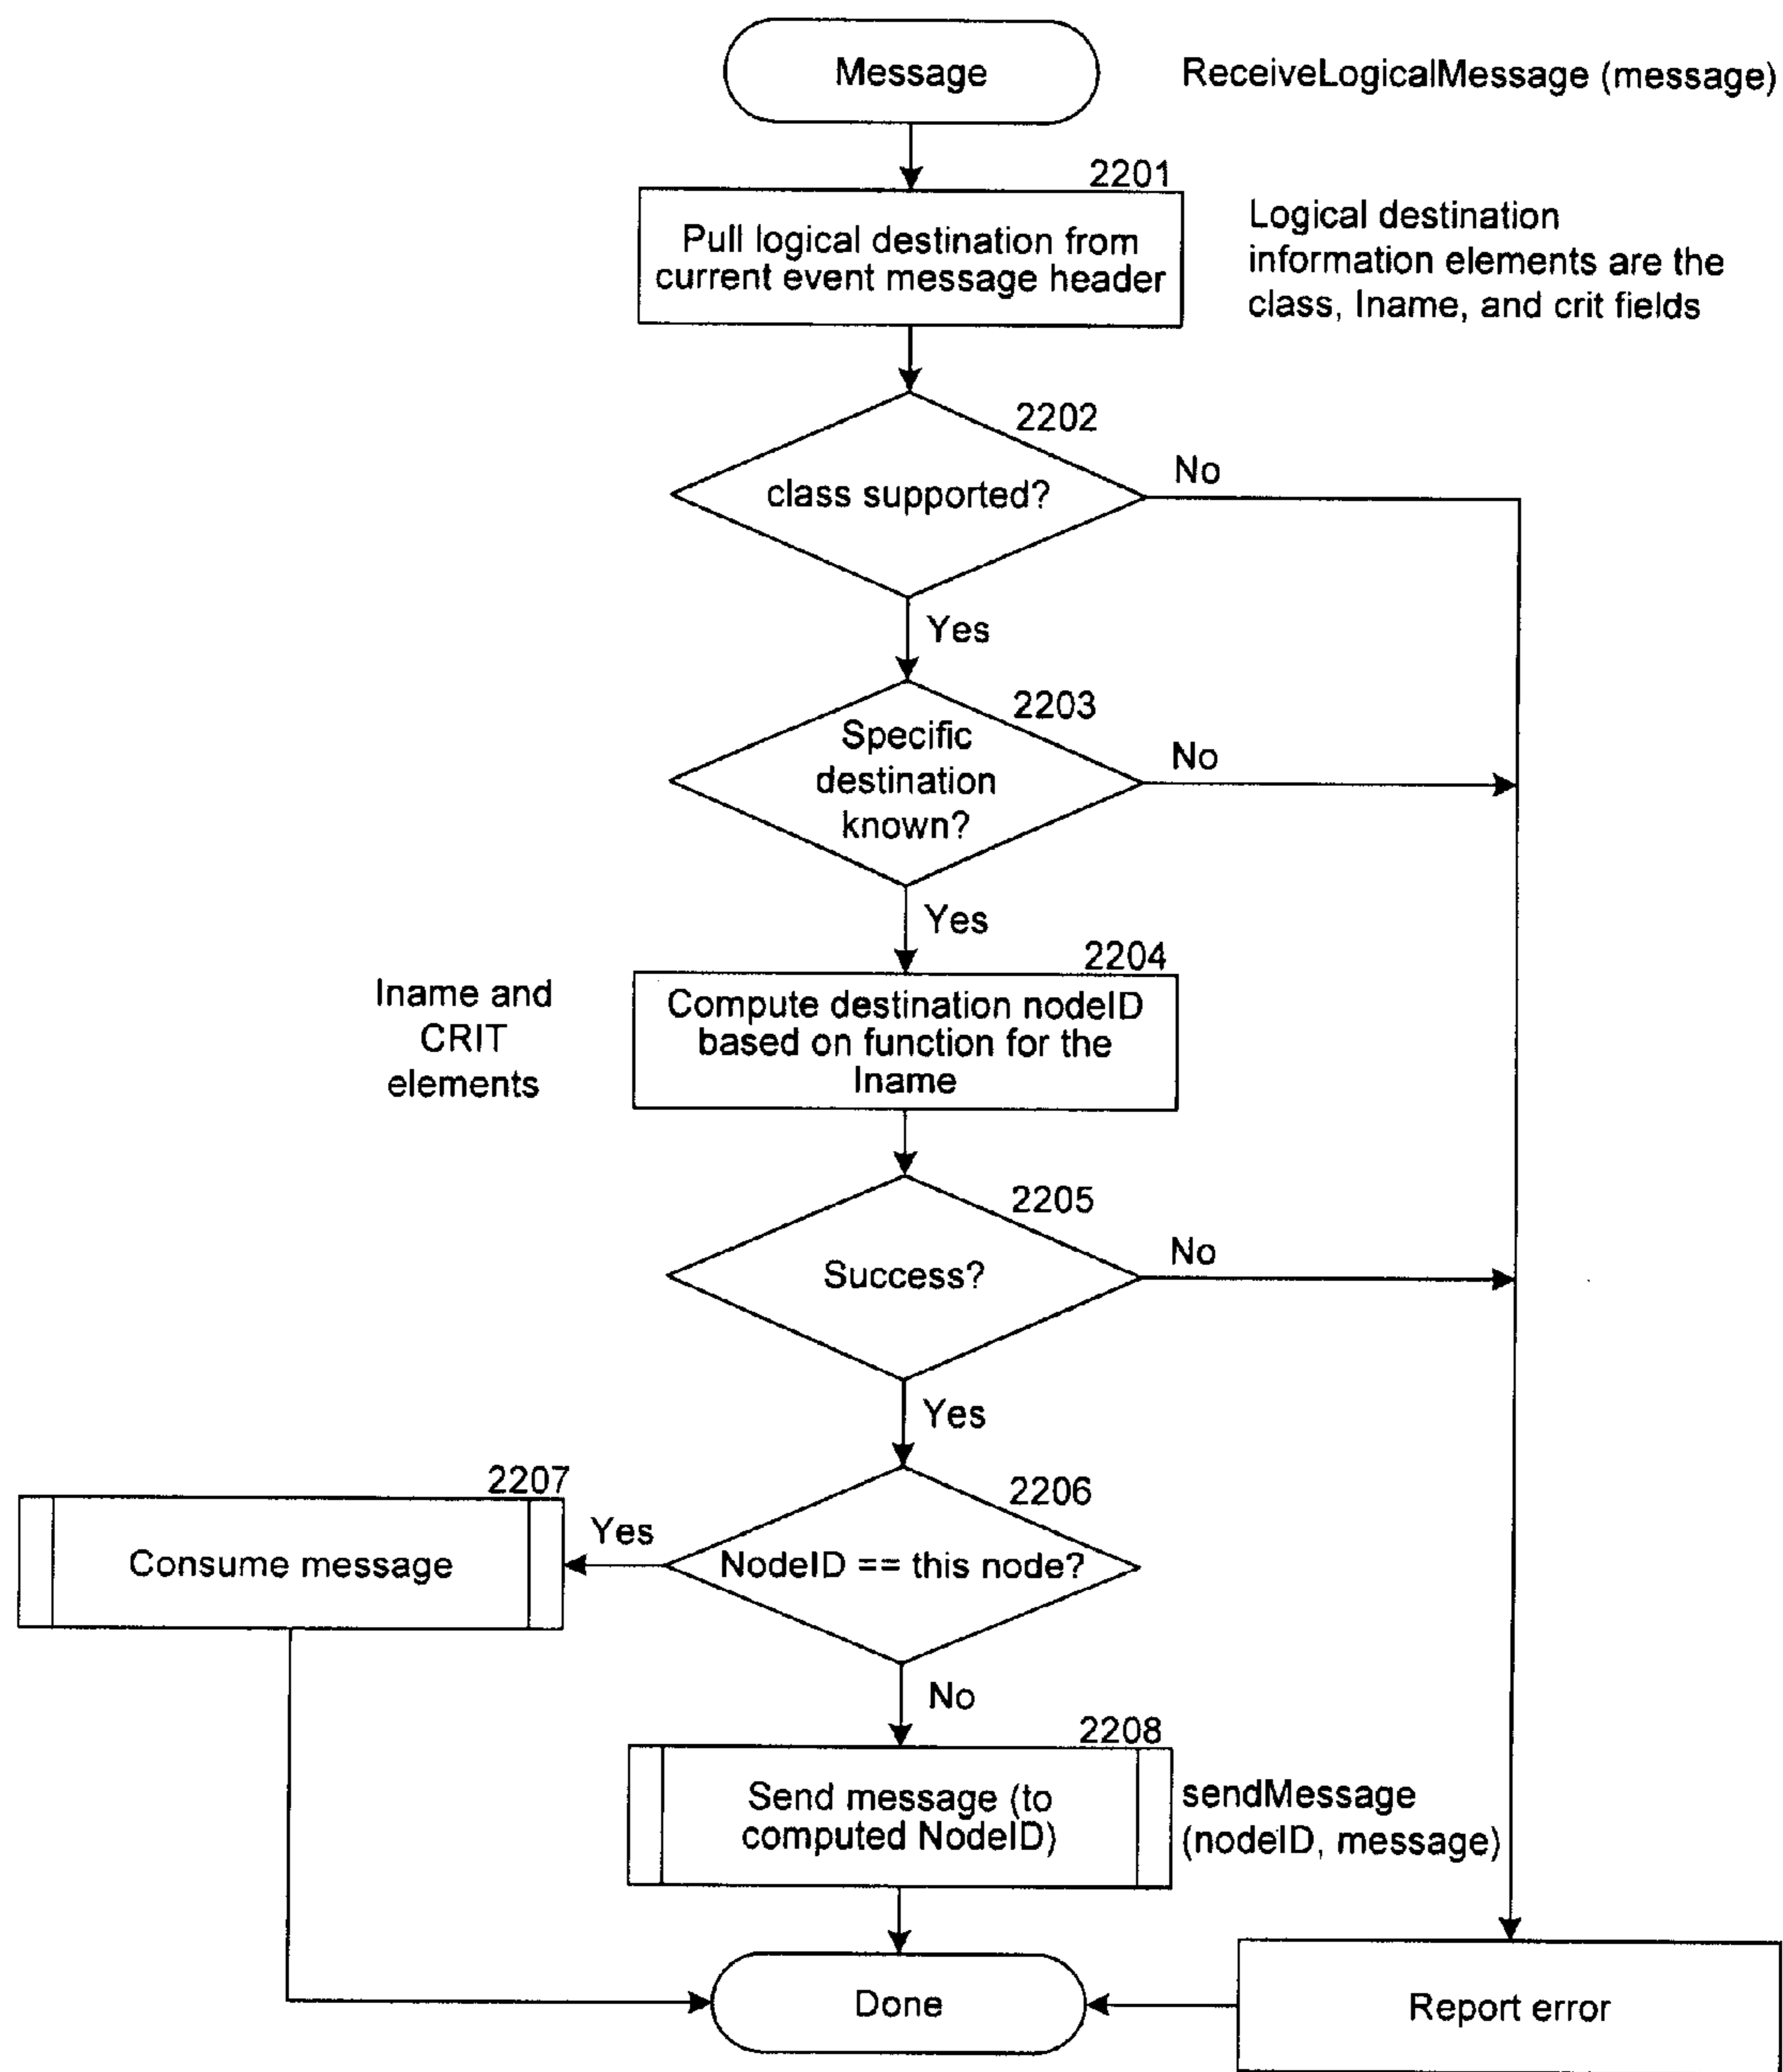 Message
ReceiveLogicalMessage (message)
2201
Pull logical destination from
current event message header
Logical destination
information elements are the
class, lname, and crit fields
2202
class supported?
No
Yes
2203
Specific
destination
known?
No
Yes
2204
lname and
CRIT
elements
Compute destination nodeID
based on function for the
lname
2205
Success?
No
Yes
2206
NodeID == this node?
Yes
2207
Consume message
No
2208
Send message (to
computed NodeID)
sendMessage
(nodeID, message)
Done
Report error